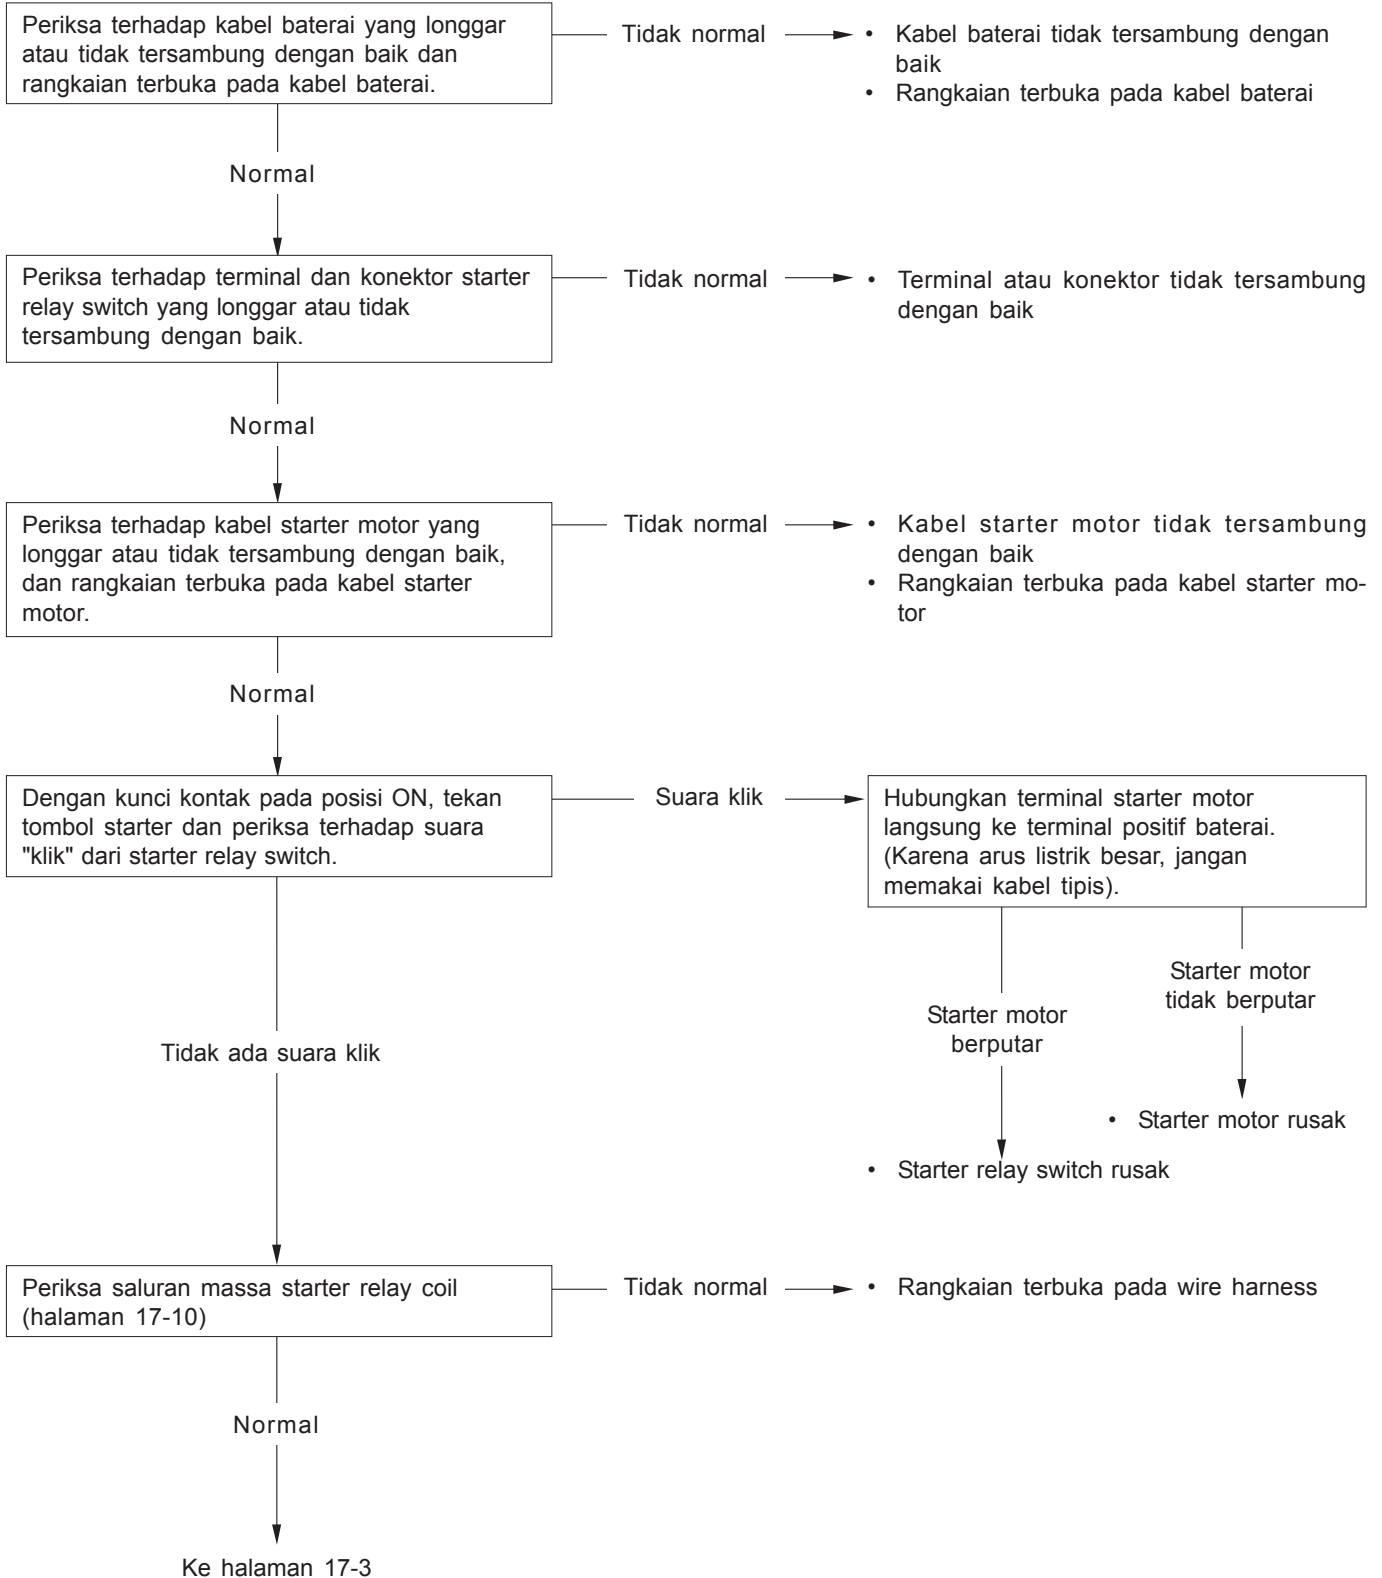 Periksa terhadap kabel baterai yang longgar
atau tidak tersambung dengan baik dan
rangkaian terbuka pada kabel baterai.
Tidak normal
• Kabel baterai tidak tersambung dengan
baik
• Rangkaian terbuka pada kabel baterai
Normal
Periksa terhadap terminal dan konektor starter
relay switch yang longgar atau tidak
tersambung dengan baik.
Tidak normal
• Terminal atau konektor tidak tersambung
dengan baik
Normal
Periksa terhadap kabel starter motor yang
longgar atau tidak tersambung dengan baik,
dan rangkaian terbuka pada kabel starter
motor.
Tidak normal
• Kabel starter motor tidak tersambung
dengan baik
• Rangkaian terbuka pada kabel starter mo-
tor
Normal
Dengan kunci kontak pada posisi ON, tekan
tombol starter dan periksa terhadap suara
"klik" dari starter relay switch.
Suara klik
Hubungkan terminal starter motor
langsung ke terminal positif baterai.
(Karena arus listrik besar, jangan
memakai kabel tipis).
Starter motor
tidak berputar
Starter motor
berputar
Tidak ada suara klik
• Starter motor rusak
• Starter relay switch rusak
Periksa saluran massa starter relay coil
(halaman 17-10)
Tidak normal
• Rangkaian terbuka pada wire harness
Normal
Ke halaman 17-3